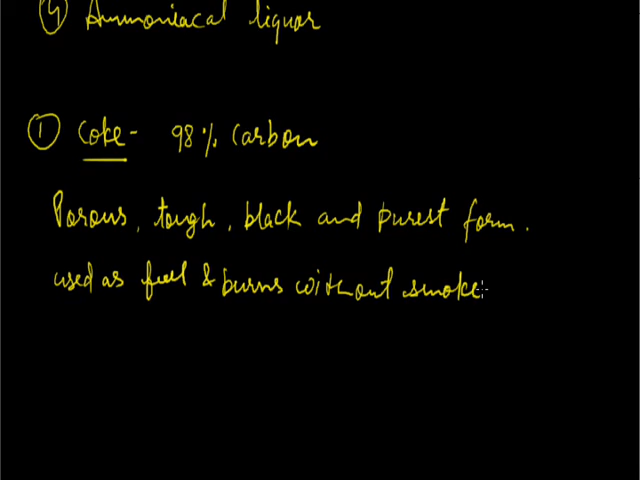 ④ Ammoniacal liquor
① Coke - 98% Carbon
Porous, tough, black and purest form.
used as fuel & burns without smoke